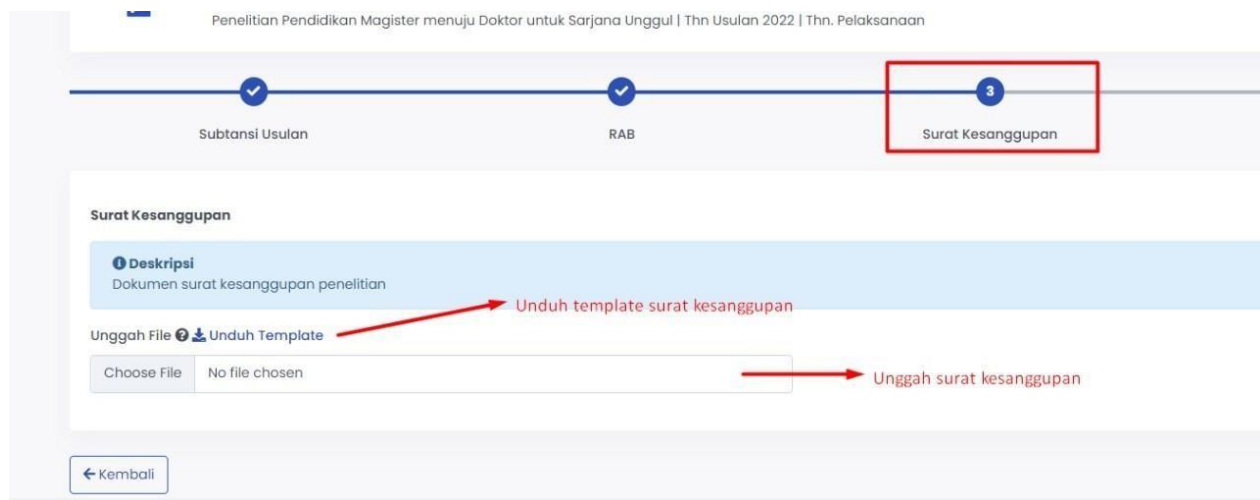 Penelitian Pendidikan Magister menuju Doktor untuk Sarjana Unggul | Thn Usulan 2022 | Thn. Pelaksanaan
3
Subtansi Usulan
RAB
Surat Kesanggupan
Surat Kesanggupan
Deskripsi
Dokumen surat kesanggupan penelitian
Unduh template surat kesanggupan
Unggah File Unduh Template
Choose File No file chosen
Unggah surat kesanggupan
Kembali